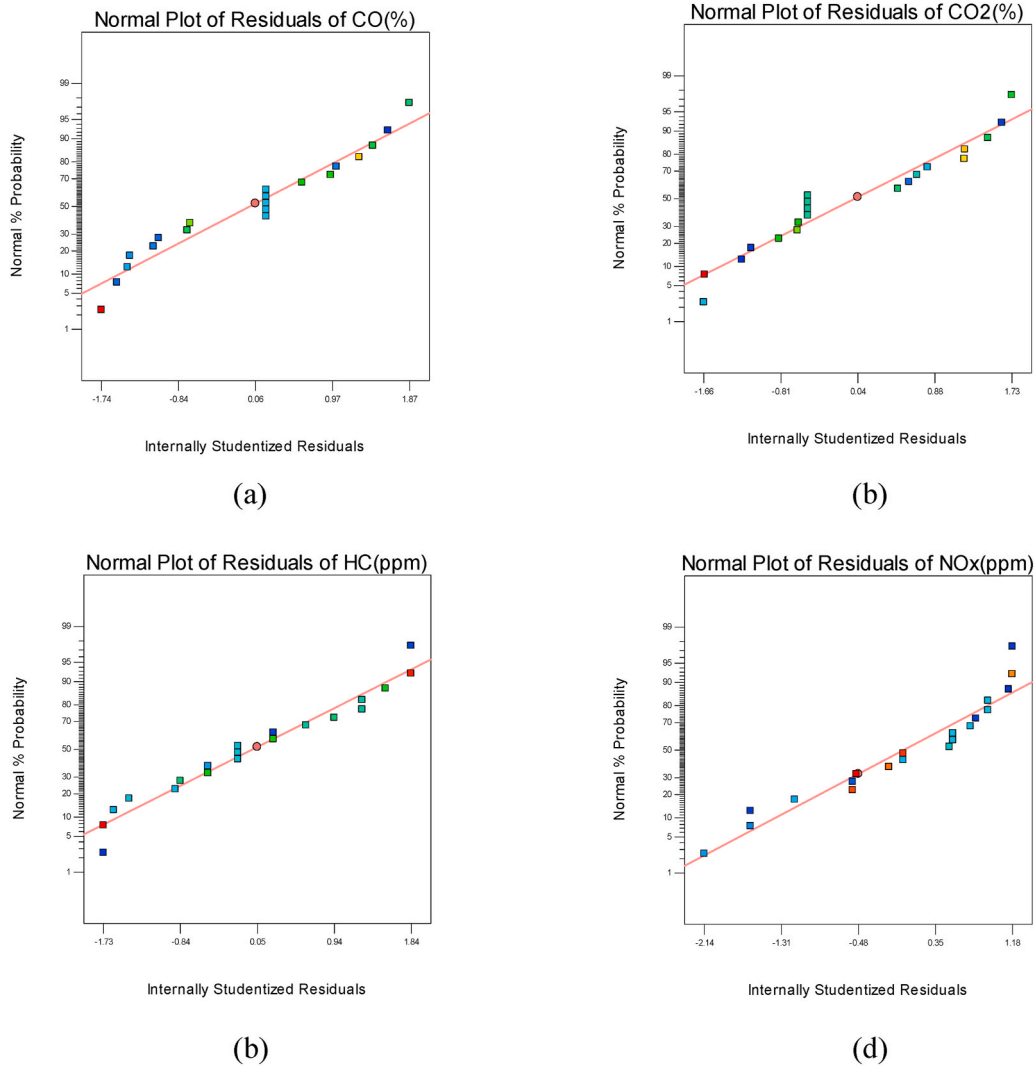 Normal Plot of Residuals of CO(%)
99
95
90
80
70
50
30
20
10
5
1
Normal % Probability
-1.74 -0.84 0.06 0.97 1.87
Internally Studentized Residuals
(a)
Normal Plot of Residuals of CO2(%)
99
95
90
80
70
50
30
20
10
5
1
Normal % Probability
-1.66 -0.81 0.04 0.88 1.73
Internally Studentized Residuals
(b)
Normal Plot of Residuals of HC(ppm)
99
95
90
80
70
50
30
20
10
5
1
Normal % Probability
-1.73 -0.84 0.05 0.94 1.84
Internally Studentized Residuals
(b)
Normal Plot of Residuals of NOx(ppm)
99
95
90
80
70
50
30
20
10
5
1
Normal % Probability
-2.14 -1.31 -0.48 0.35 1.18
Internally Studentized Residuals
(d)